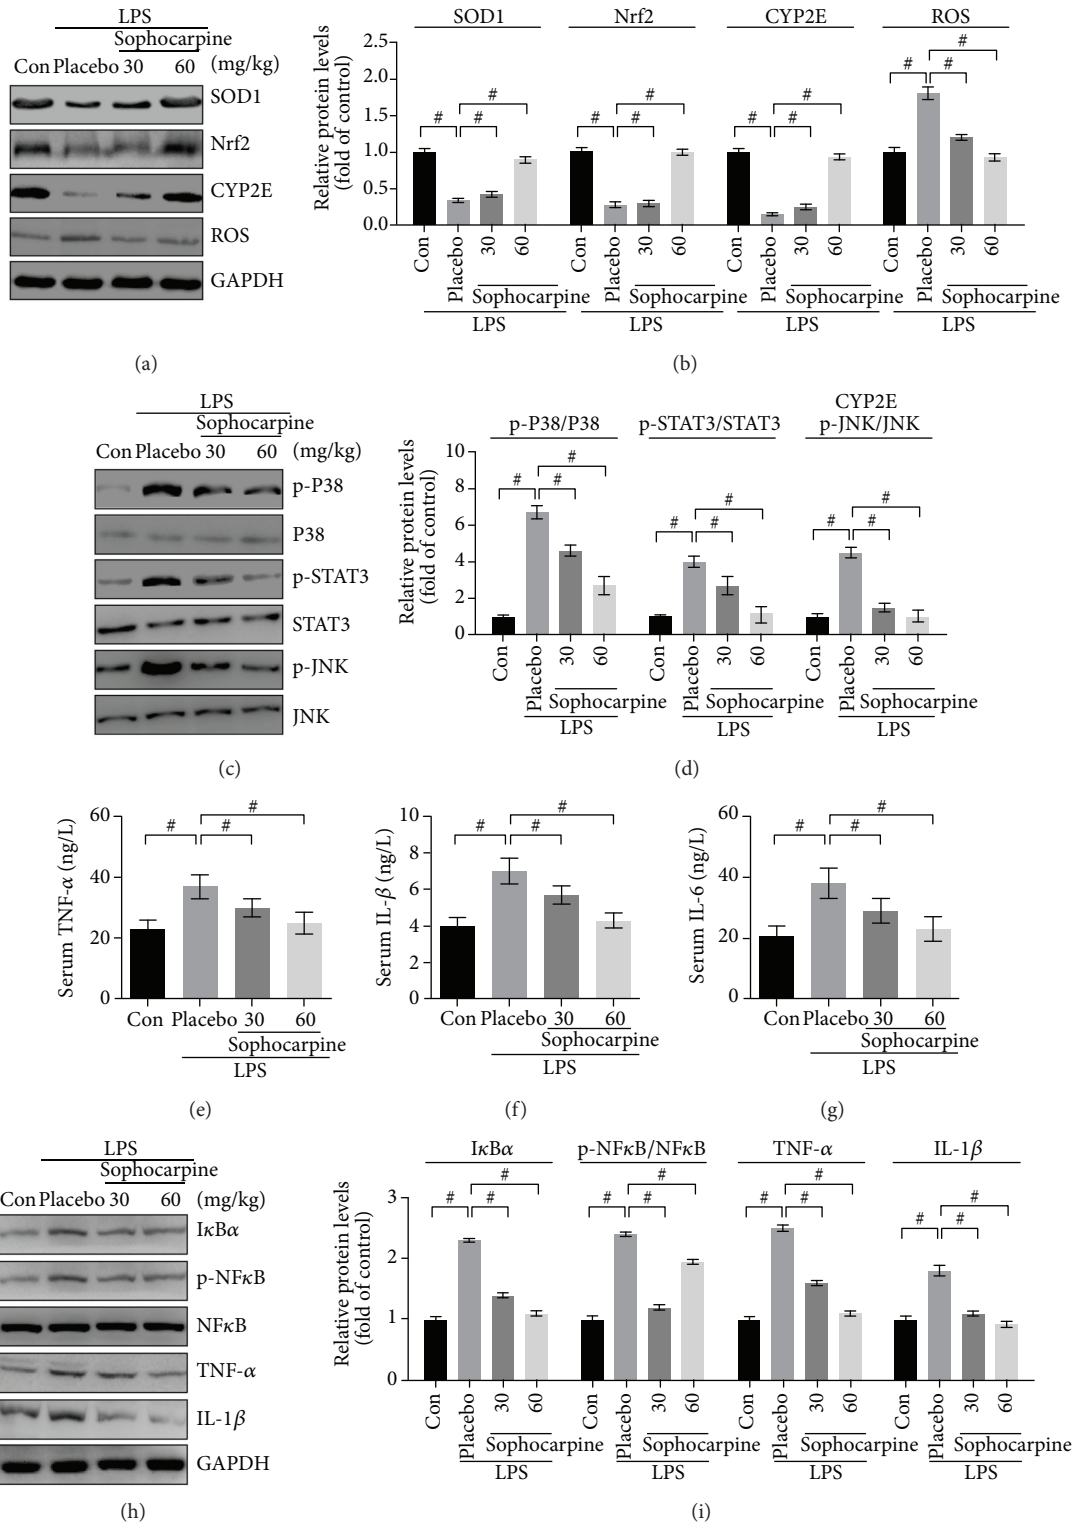 LPS
Sophocarpine
Con Placebo 30 60 (mg/kg)
SOD1
Nrf2
CYP2E
ROS
GAPDH
(a)
SOD1 Nrf2 CYP2E ROS
Relative protein levels
(fold of control)
2.5
2.0
1.5
1.0
0.5
0.0
# # # # # # # # # # # #
Con Placebo 30 60 Con Placebo 30 60 Con Placebo 30 60 Con Placebo 30 60
Sophocarpine Sophocarpine Sophocarpine Sophocarpine
LPS LPS LPS LPS
(b)
LPS
Sophocarpine
Con Placebo 30 60 (mg/kg)
p-P38
P38
p-STAT3
STAT3
p-JNK
JNK
(c)
CYP2E
p-P38/P38 p-STAT3/STAT3 p-JNK/JNK
Relative protein levels
(fold of control)
10
8
6
4
2
0
# # # # # # # # #
Con Placebo 30 60 Con Placebo 30 60 Con Placebo 30 60
Sophocarpine Sophocarpine Sophocarpine
LPS LPS LPS
(d)
Serum TNF-α (ng/L)
60
40
20
0
# # #
Con Placebo 30 60
Sophocarpine
LPS
(e)
Serum IL-β (ng/L)
10
8
6
4
2
0
# # #
Con Placebo 30 60
Sophocarpine
LPS
(f)
Serum IL-6 (ng/L)
60
40
20
0
# # #
Con Placebo 30 60
Sophocarpine
LPS
(g)
LPS
Sophocarpine
Con Placebo 30 60 (mg/kg)
IκBα
p-NFκB
NFκB
TNF-α
IL-1β
GAPDH
(h)
IκBα p-NFκB/NFκB TNF-α IL-1β
Relative protein levels
(fold of control)
3
2
1
0
# # # # # # # # # # # #
Con Placebo 30 60 Con Placebo 30 60 Con Placebo 30 60 Con Placebo 30 60
Sophocarpine Sophocarpine Sophocarpine Sophocarpine
LPS LPS LPS LPS
(i)